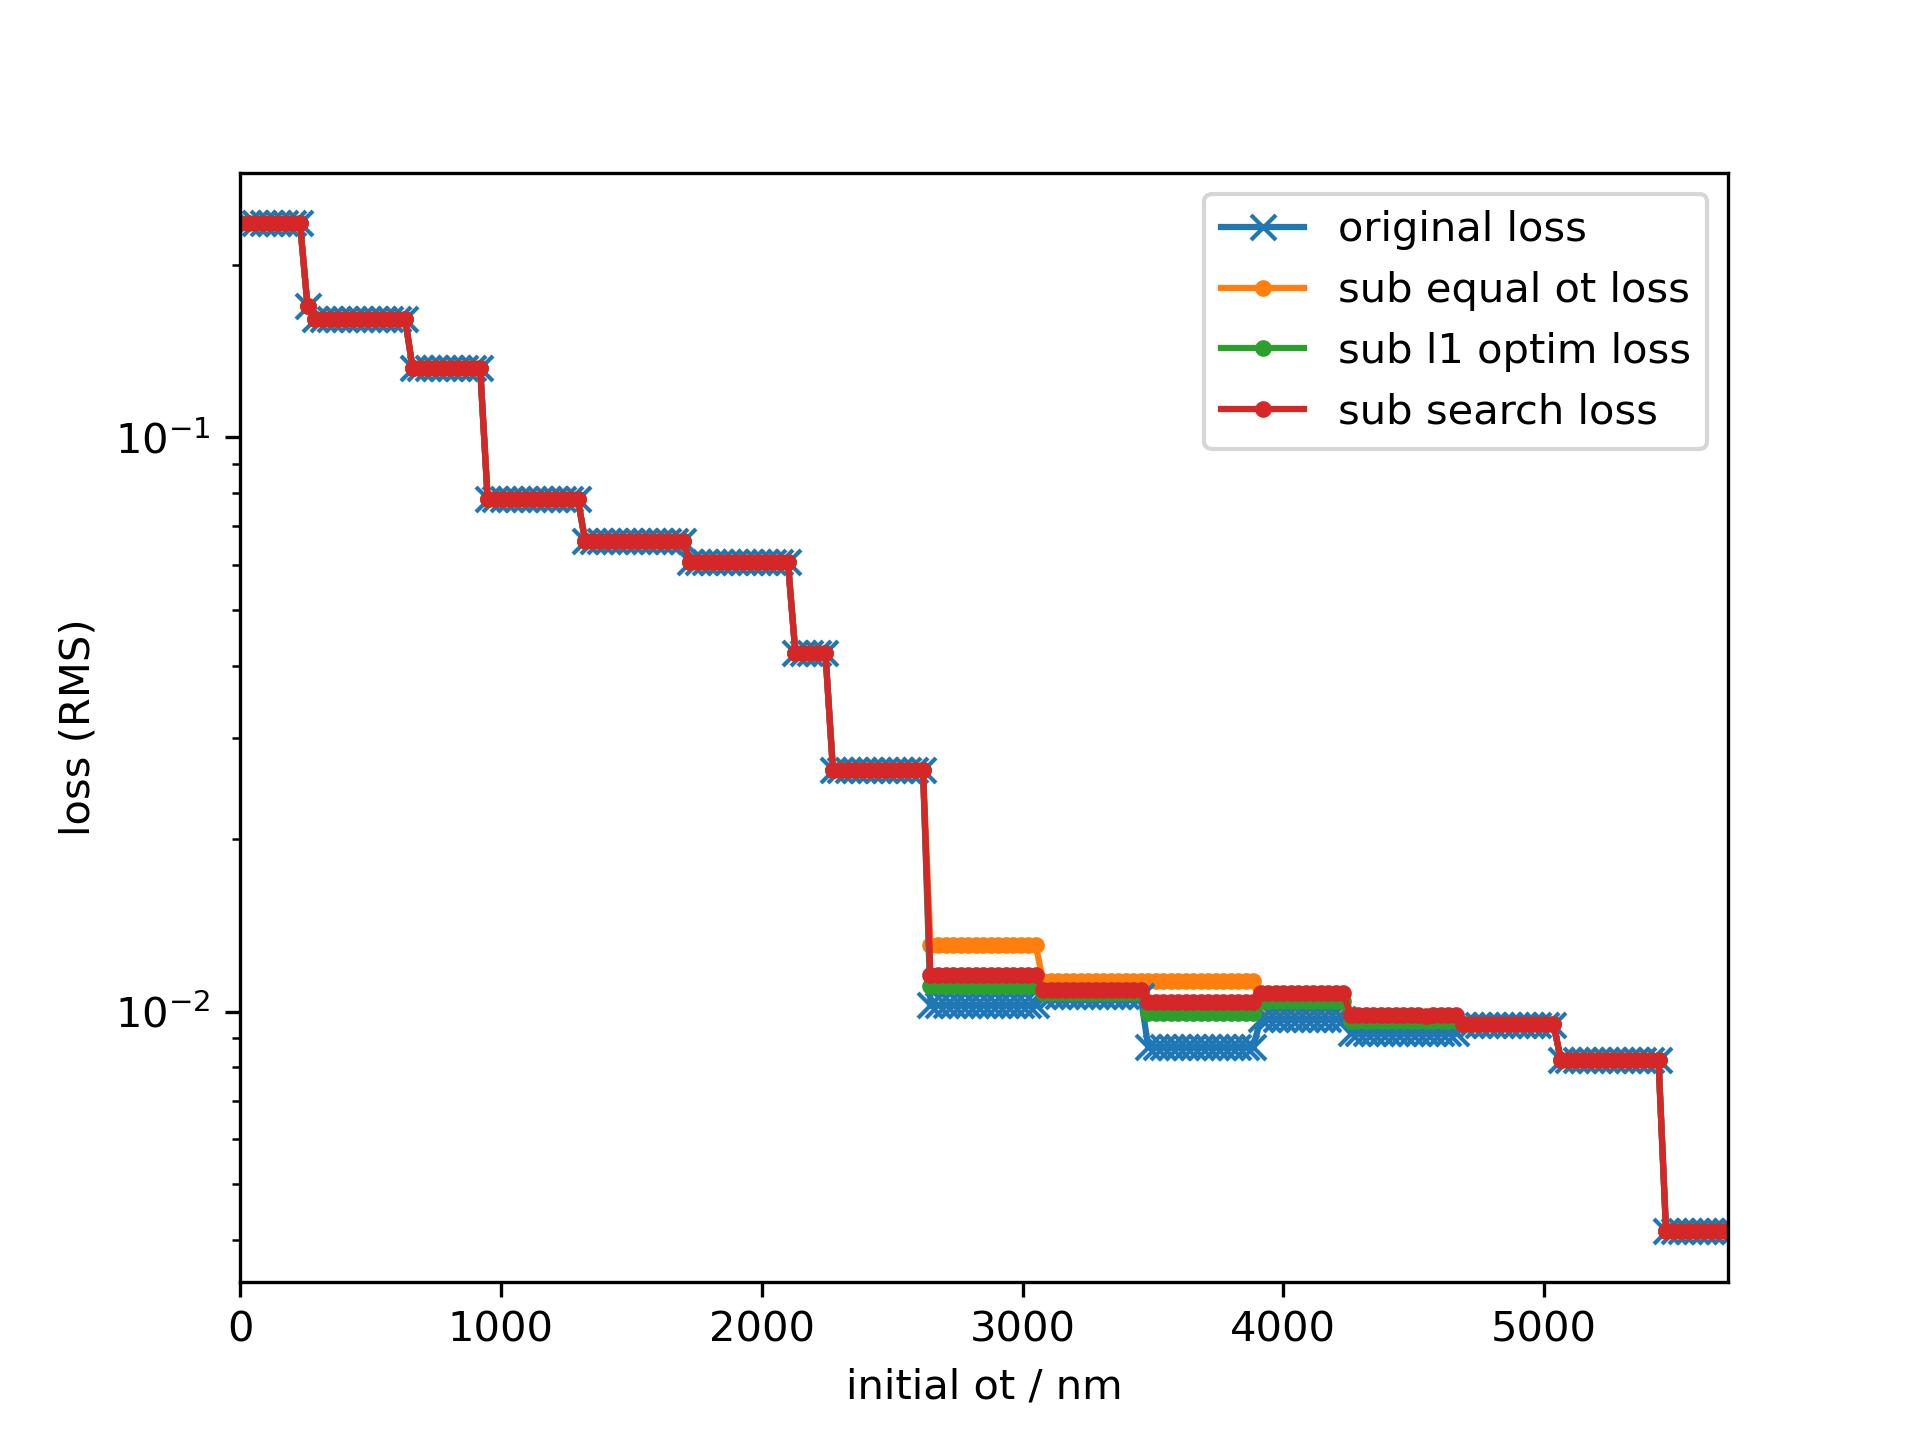 original loss
sub equal ot loss
sub l1 optim loss
sub search loss
10⁻¹
10⁻²
loss (RMS)
0 1000 2000 3000 4000 5000
initial ot / nm